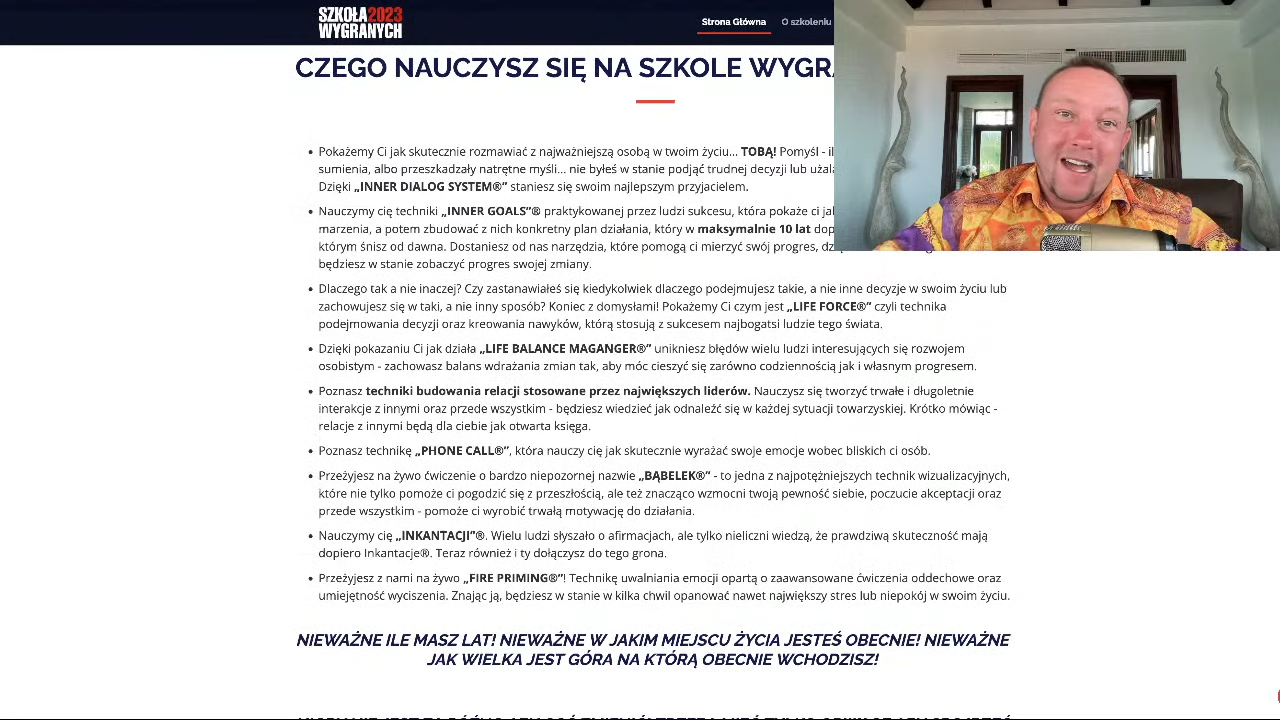 SZKOŁA2023
WYGRANYCH
Strona Główna
O szkoleniu
CZEGO NAUCZYSZ SIĘ NA SZKOLE
• Pokażemy Ci jak skutecznie rozmawiać z najważniejszą osobą w twoim życiu... TOBĄ! Pomyśl -
sumienia, albo przeszkadzały natrętne myśli... nie byłeś w stanie podjąć trudnej decyzji lub
Dzięki „INNER DIALOG SYSTEM®” staniesz się swoim najlepszym przyjacielem.
• Nauczymy cię techniki „INNER GOALS”® praktykowanej przez ludzi sukcesu, która pokaże ci
marzenia, a potem zbudować z nich konkretny plan działania, który w maksymalnie 10 lat
którym śnisz od dawna. Dostaniesz od nas narzędzia, które pomogą ci mierzyć swój progres,
będziesz w stanie zobaczyć progres swojej zmiany.
• Dlaczego tak a nie inaczej? Czy zastanawiałeś się kiedykolwiek dlaczego podejmujesz takie, a nie inne decyzje w swoim życiu lub
zachowujesz się w taki, a nie inny sposób? Koniec z domysłami! Pokażemy Ci czym jest „LIFE FORCE®” czyli technika
podejmowania decyzji oraz kreowania nawyków, którą stosują z sukcesem najbogatsi ludzie tego świata.
• Dzięki pokazaniu Ci jak działa „LIFE BALANCE MAGANGER®” unikniesz błędów wielu ludzi interesujących się rozwojem
osobistym - zachowasz balans wdrażania zmian tak, aby móc cieszyć się zarówno codziennością jak i własnym progresem.
• Poznasz techniki budowania relacji stosowane przez największych liderów. Nauczysz się tworzyć trwałe i długoletnie
interakcje z innymi oraz przede wszystkim - będziesz wiedzieć jak odnaleźć się w każdej sytuacji towarzyskiej. Krótko mówiąc -
relacje z innymi będą dla ciebie jak otwarta księga.
• Poznasz technikę „PHONE CALL®”, która nauczy cię jak skutecznie wyrażać swoje emocje wobec bliskich ci osób.
• Przeżyjesz na żywo ćwiczenie o bardzo niepozornej nazwie „BĄBELEK®” - to jedna z najpotężniejszych technik wizualizacyjnych,
które nie tylko pomoże ci pogodzić się z przeszłością, ale też znacząco wzmocni twoją pewność siebie, poczucie akceptacji oraz
przede wszystkim - pomoże ci wyrobić trwałą motywację do działania.
• Nauczymy cię „INKANTACJI”®. Wielu ludzi słyszało o afirmacjach, ale tylko nieliczni wiedzą, że prawdziwą skuteczność mają
dopiero Inkantacje®. Teraz również i ty dołączysz do tego grona.
• Przeżyjesz z nami na żywo „FIRE PRIMING®”! Technikę uwalniania emocji opartą o zaawansowane ćwiczenia oddechowe oraz
umiejętność wyciszenia. Znając ją, będziesz w stanie w kilka chwil opanować nawet największy stres lub niepokój w swoim życiu.
NIEWAŻNE ILE MASZ LAT! NIEWAŻNE W JAKIM MIEJSCU ŻYCIA JESTEŚ OBECNIE! NIEWAŻNE
JAK WIELKA JEST GÓRA NA KTÓRĄ OBECNIE WCHODZISZ!